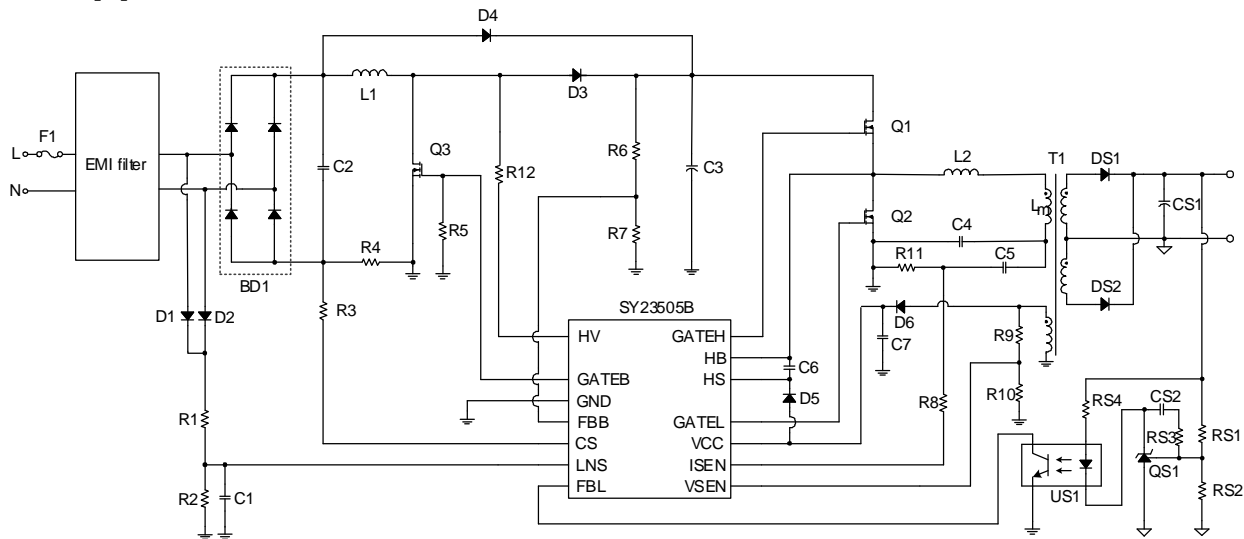 D4
L1
D3
F1
L
N
EMI filter
BD1
C2
Q3
R12
R6
C3
R4
R5
R7
Q1
Q2
L2
T1
Lm
DS1
CS1
DS2
C4
R11
C5
D1
D2
R3
SY23505B
D6
C7
R9
R10
HV
GATEB
GND
FBB
CS
LNS
FBL
GATEH
HB
HS
GATEL
VCC
ISEN
VSEN
C6
D5
R8
R1
R2
C1
RS4
CS2
RS3
RS1
US1
QS1
RS2